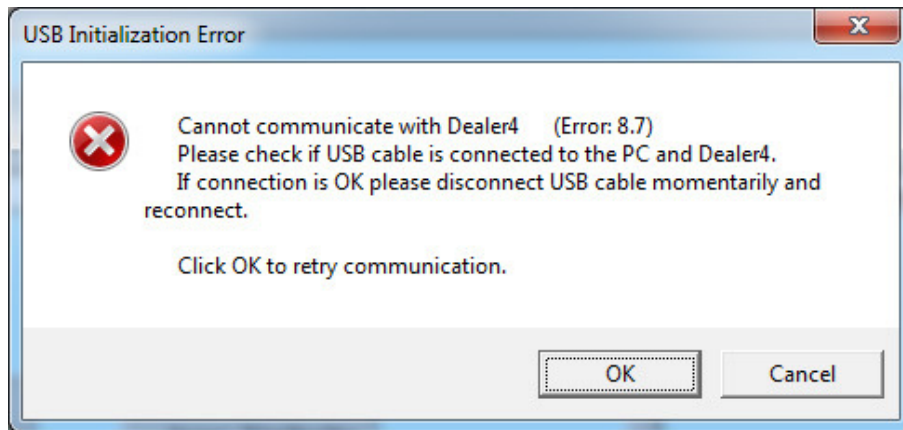 USB Initialization Error
Cannot communicate with Dealer4 (Error: 8.7)
Please check if USB cable is connected to the PC and Dealer4.
If connection is OK please disconnect USB cable momentarily and
reconnect.
Click OK to retry communication.
OK
Cancel